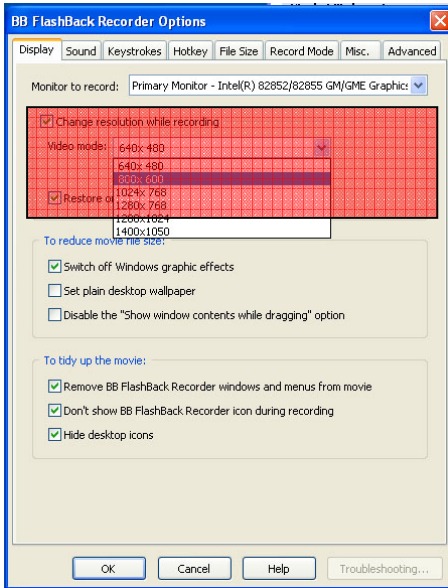 BB FlashBack Recorder Options
Display Sound Keystrokes Hotkey File Size Record Mode Misc. Advanced
Monitor to record: Primary Monitor - Intel(R) 82852/82855 GM/GME Graphics
Change resolution while recording
Video mode: 640x 480
640x 480
800x 600
1024x 768
Restore or
1280x 768
1280x1024
1400x1050
To reduce movie file size:
Switch off Windows graphic effects
Set plain desktop wallpaper
Disable the "Show window contents while dragging" option
To tidy up the movie:
Remove BB FlashBack Recorder windows and menus from movie
Don't show BB FlashBack Recorder icon during recording
Hide desktop icons
OK Cancel Help Troubleshooting...